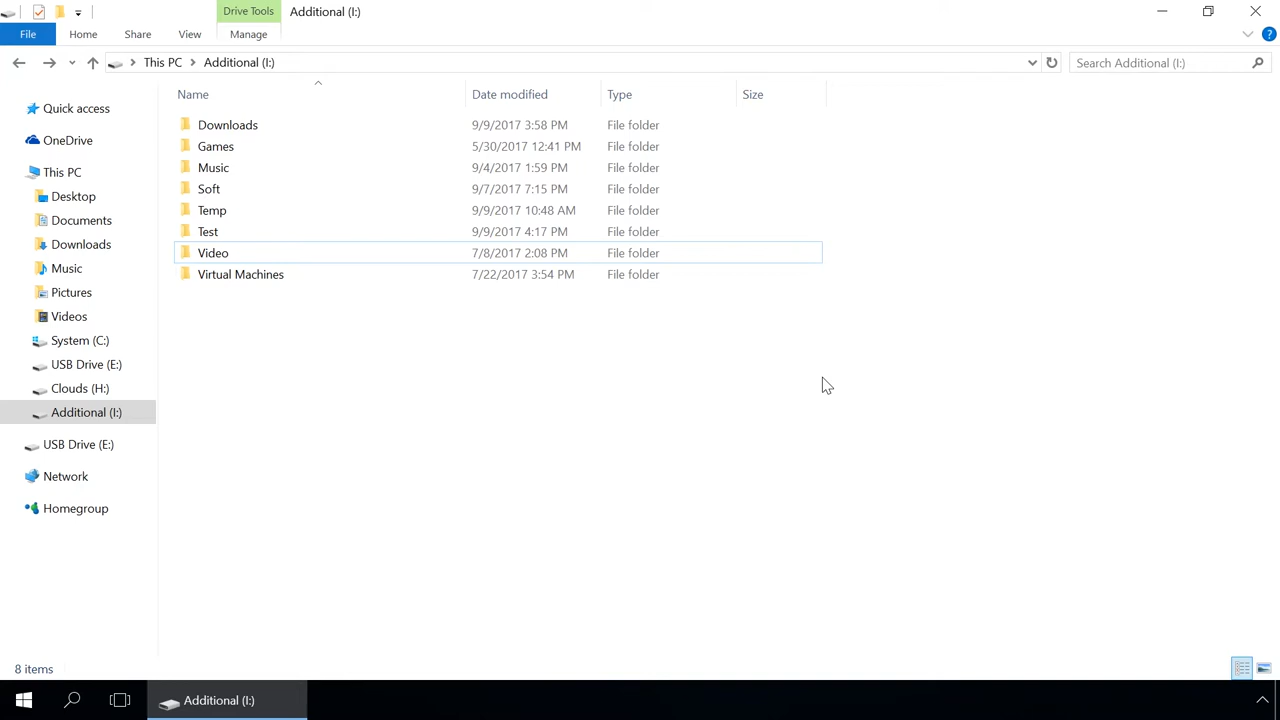 Drive Tools
Additional (I:)
File
Home
Share
View
Manage
This PC
Additional (I:)
Search Additional (I:)
Name
Date modified
Type
Size
Quick access
OneDrive
This PC
Desktop
Documents
Downloads
Music
Pictures
Videos
System (C:)
USB Drive (E:)
Clouds (H:)
Additional (I:)
USB Drive (E:)
Network
Homegroup
Downloads 9/9/2017 3:58 PM File folder
Games 5/30/2017 12:41 PM File folder
Music 9/4/2017 1:59 PM File folder
Soft 9/7/2017 7:15 PM File folder
Temp 9/9/2017 10:48 AM File folder
Test 9/9/2017 4:17 PM File folder
Video 7/8/2017 2:08 PM File folder
Virtual Machines 7/22/2017 3:54 PM File folder
8 items
Additional (I:)